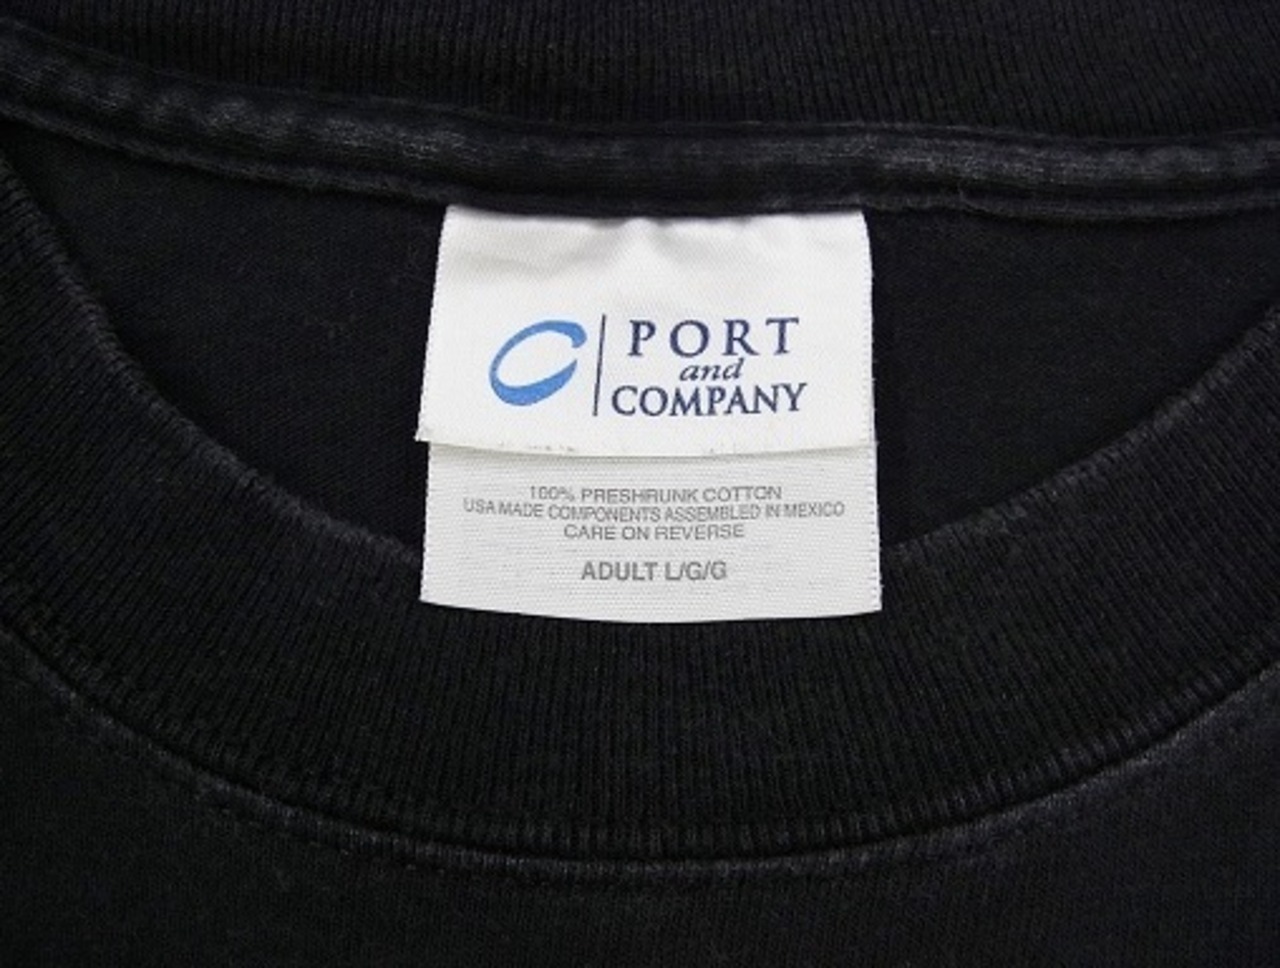 PORT
and
COMPANY
100% PRESHRUNK COTTON
USA MADE COMPONENTS ASSEMBLED IN MEXICO
CARE ON REVERSE
ADULT L/G/G